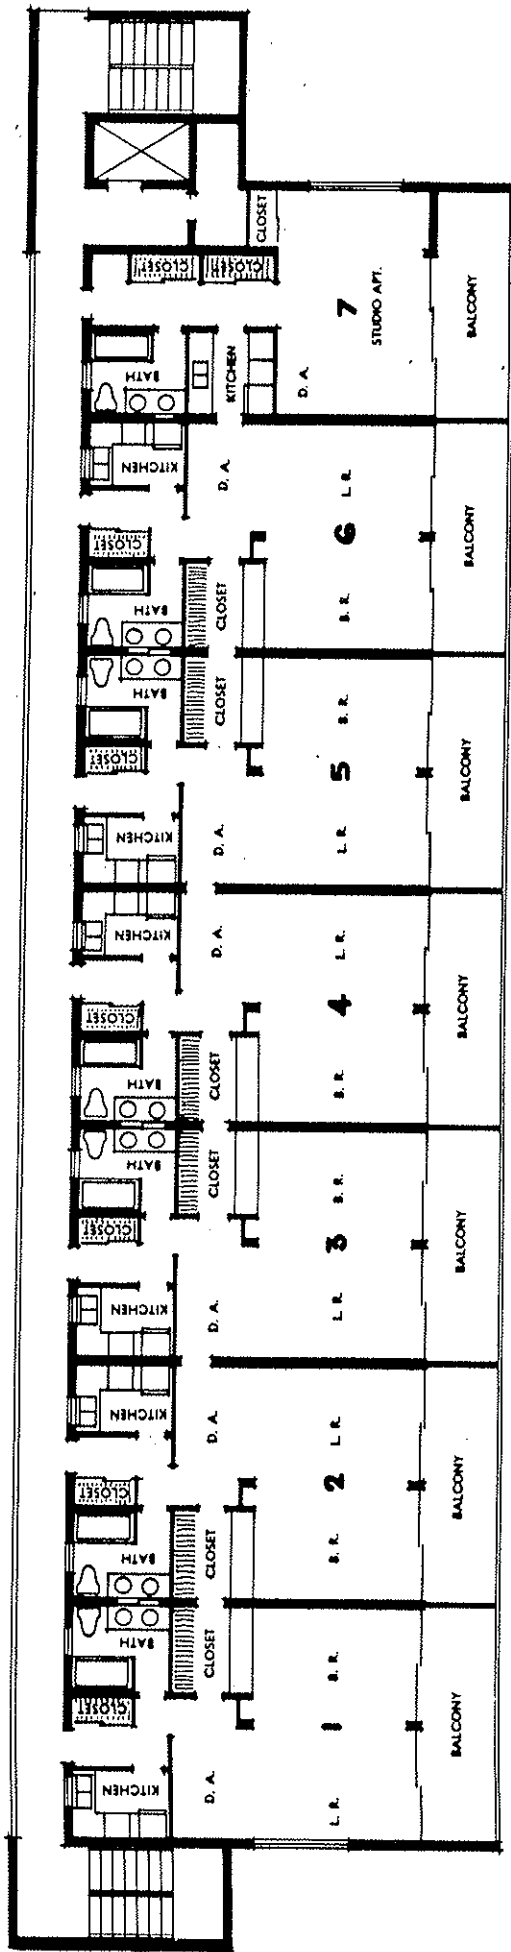 CLOSET
CLOSET
CLOSET
7
STUDIO APT.
BALCONY
BATH
KITCHEN
D. A.
KITCHEN
D. A.
L. R.
6
B. R.
BALCONY
CLOSET
BATH
CLOSET
BATH
CLOSET
CLOSET
B. R.
5
L. R.
BALCONY
KITCHEN
D. A.
KITCHEN
D. A.
L. R.
4
B. R.
BALCONY
CLOSET
BATH
CLOSET
BATH
CLOSET
CLOSET
B. R.
3
L. R.
BALCONY
KITCHEN
D. A.
KITCHEN
D. A.
L. R.
2
B. R.
BALCONY
CLOSET
BATH
CLOSET
BATH
CLOSET
CLOSET
B. R.
1
L. R.
BALCONY
KITCHEN
D. A.